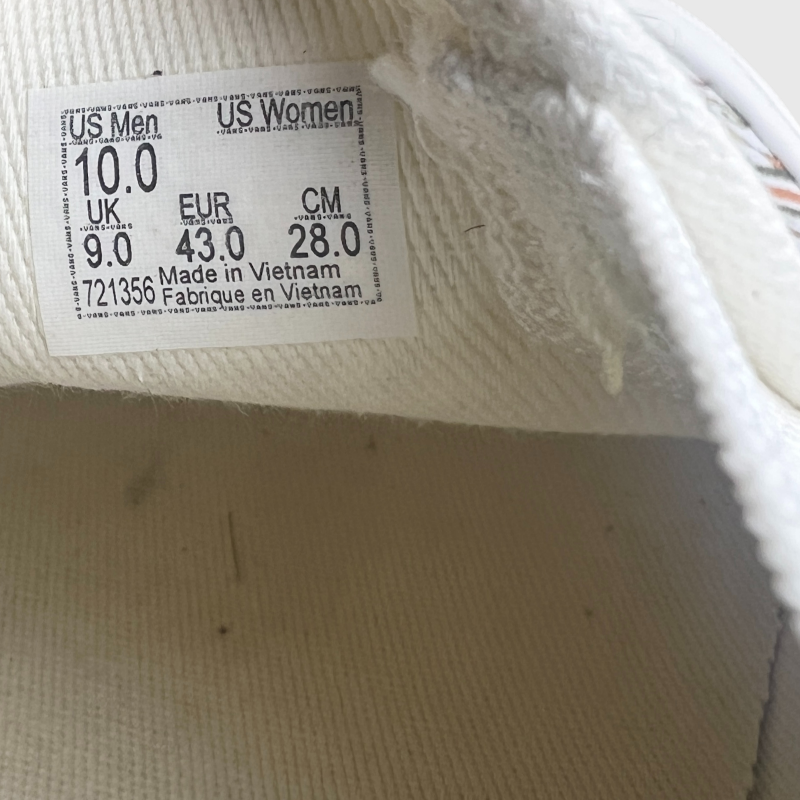 US Men US Women
10.0
UK EUR CM
9.0 43.0 28.0
721356 Made in Vietnam
Fabrique en Vietnam